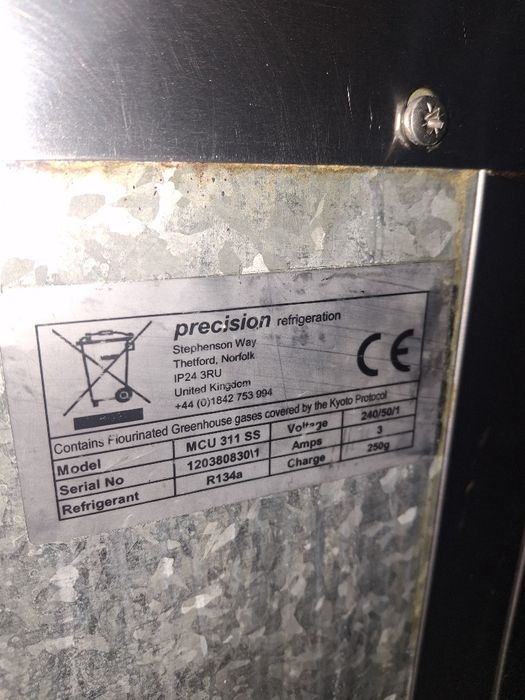 precision refrigeration
Stephenson Way
Thetford, Norfolk
IP24 3RU
United Kingdom
+44 (0)1842 753 994
CE
Contains Flourinated Greenhouse gases covered by the Kyoto Protocol
Model MCU 311 SS Voltage 240/50/1
Serial No 120380830\1 Amps 3
Refrigerant R134a Charge 250g